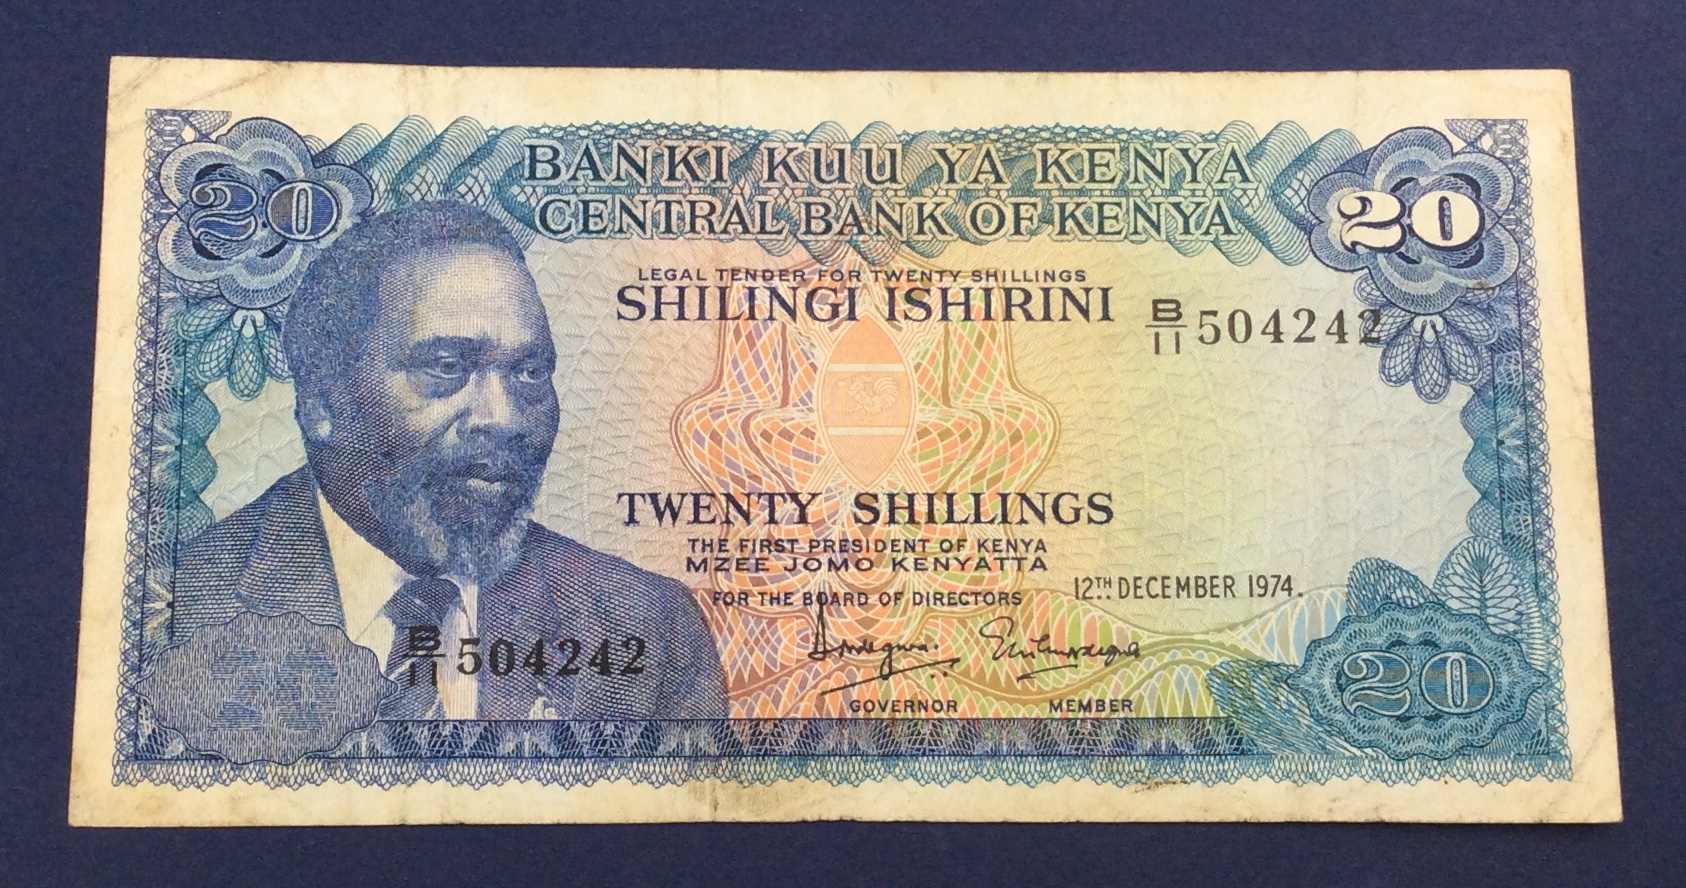 20
BANKI KUU YA KENYA
20
CENTRAL BANK OF KENYA
LEGAL TENDER FOR TWENTY SHILLINGS
SHILINGI ISHIRINI
B/11 504242
TWENTY SHILLINGS
THE FIRST PRESIDENT OF KENYA
MZEE JOMO KENYATTA
FOR THE BOARD OF DIRECTORS
12TH DECEMBER 1974.
B/11 504242
20
GOVERNOR MEMBER